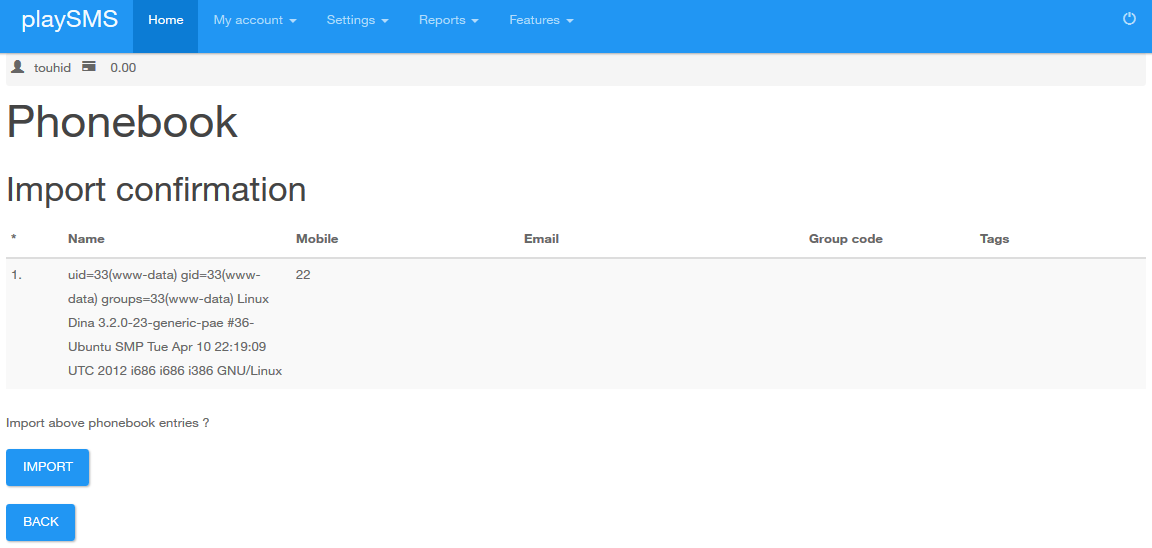 playSMS Home My account Settings Reports Features
touhid 0.00
Phonebook
Import confirmation
* Name Mobile Email Group code Tags
1. uid=33(www-data) gid=33(www- 22
data) groups=33(www-data) Linux
Dina 3.2.0-23-generic-pae #36-
Ubuntu SMP Tue Apr 10 22:19:09
UTC 2012 i686 i686 i386 GNU/Linux
Import above phonebook entries ?
IMPORT
BACK